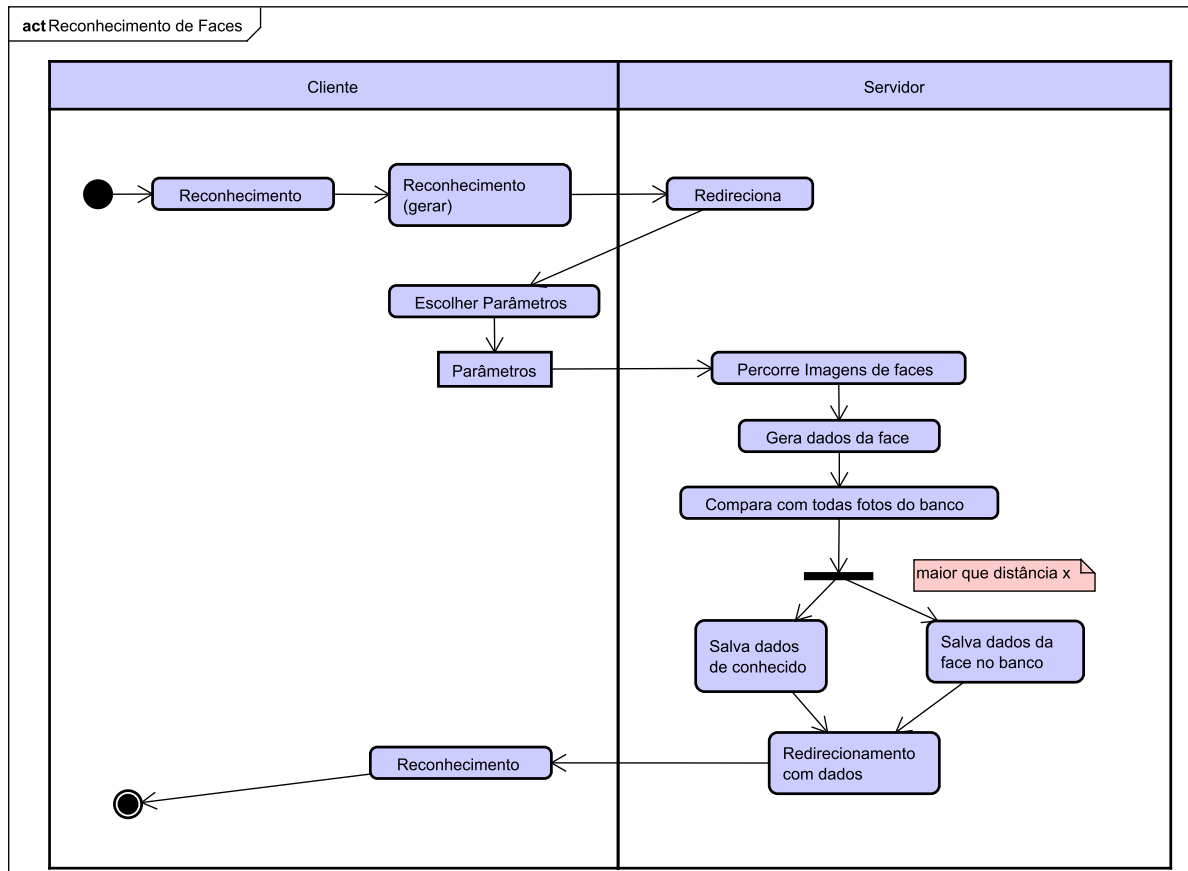 act Reconhecimento de Faces
Cliente
Servidor
Reconhecimento
Reconhecimento
(gerar)
Redireciona
Escolher Parâmetros
Parâmetros
Percorre Imagens de faces
Gera dados da face
Compara com todas fotos do banco
maior que distância x
Salva dados
de conhecido
Salva dados da
face no banco
Redirecionamento
com dados
Reconhecimento